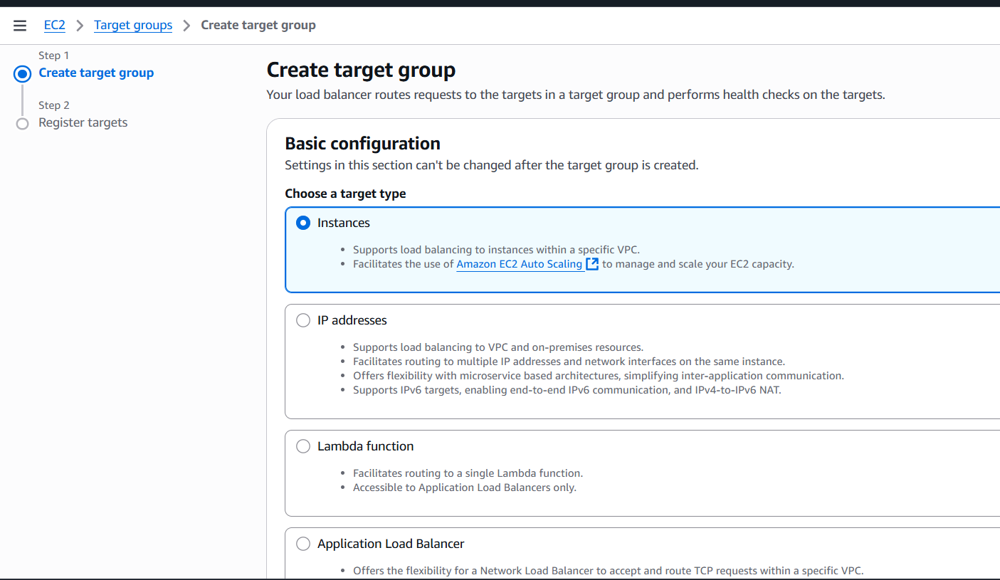 EC2 > Target groups > Create target group
Step 1
Create target group
Step 2
Register targets
Create target group
Your load balancer routes requests to the targets in a target group and performs health checks on the targets.
Basic configuration
Settings in this section can't be changed after the target group is created.
Choose a target type
Instances
• Supports load balancing to instances within a specific VPC.
• Facilitates the use of Amazon EC2 Auto Scaling to manage and scale your EC2 capacity.
IP addresses
• Supports load balancing to VPC and on-premises resources.
• Facilitates routing to multiple IP addresses and network interfaces on the same instance.
• Offers flexibility with microservice based architectures, simplifying inter-application communication.
• Supports IPv6 targets, enabling end-to-end IPv6 communication, and IPv4-to-IPv6 NAT.
Lambda function
• Facilitates routing to a single Lambda function.
• Accessible to Application Load Balancers only.
Application Load Balancer
• Offers the flexibility for a Network Load Balancer to accept and route TCP requests within a specific VPC.